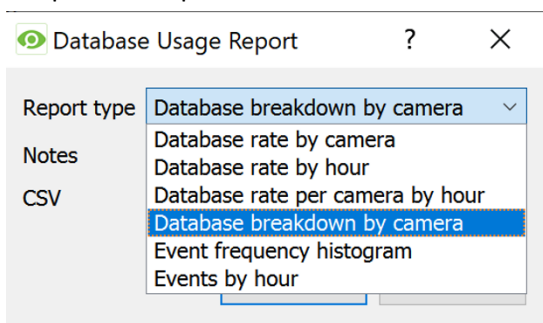 Database Usage Report ? X
Report type Database breakdown by camera
Database rate by camera
Notes
Database rate by hour
CSV
Database rate per camera by hour
Database breakdown by camera
Event frequency histogram
Events by hour